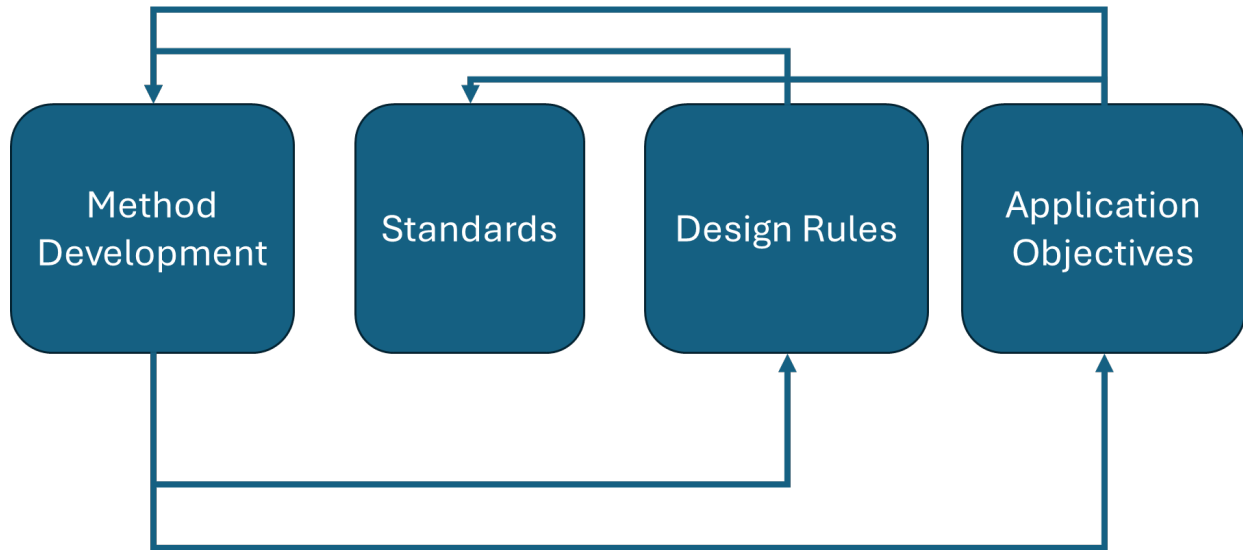 Method
Development
Standards
Design Rules
Application
Objectives